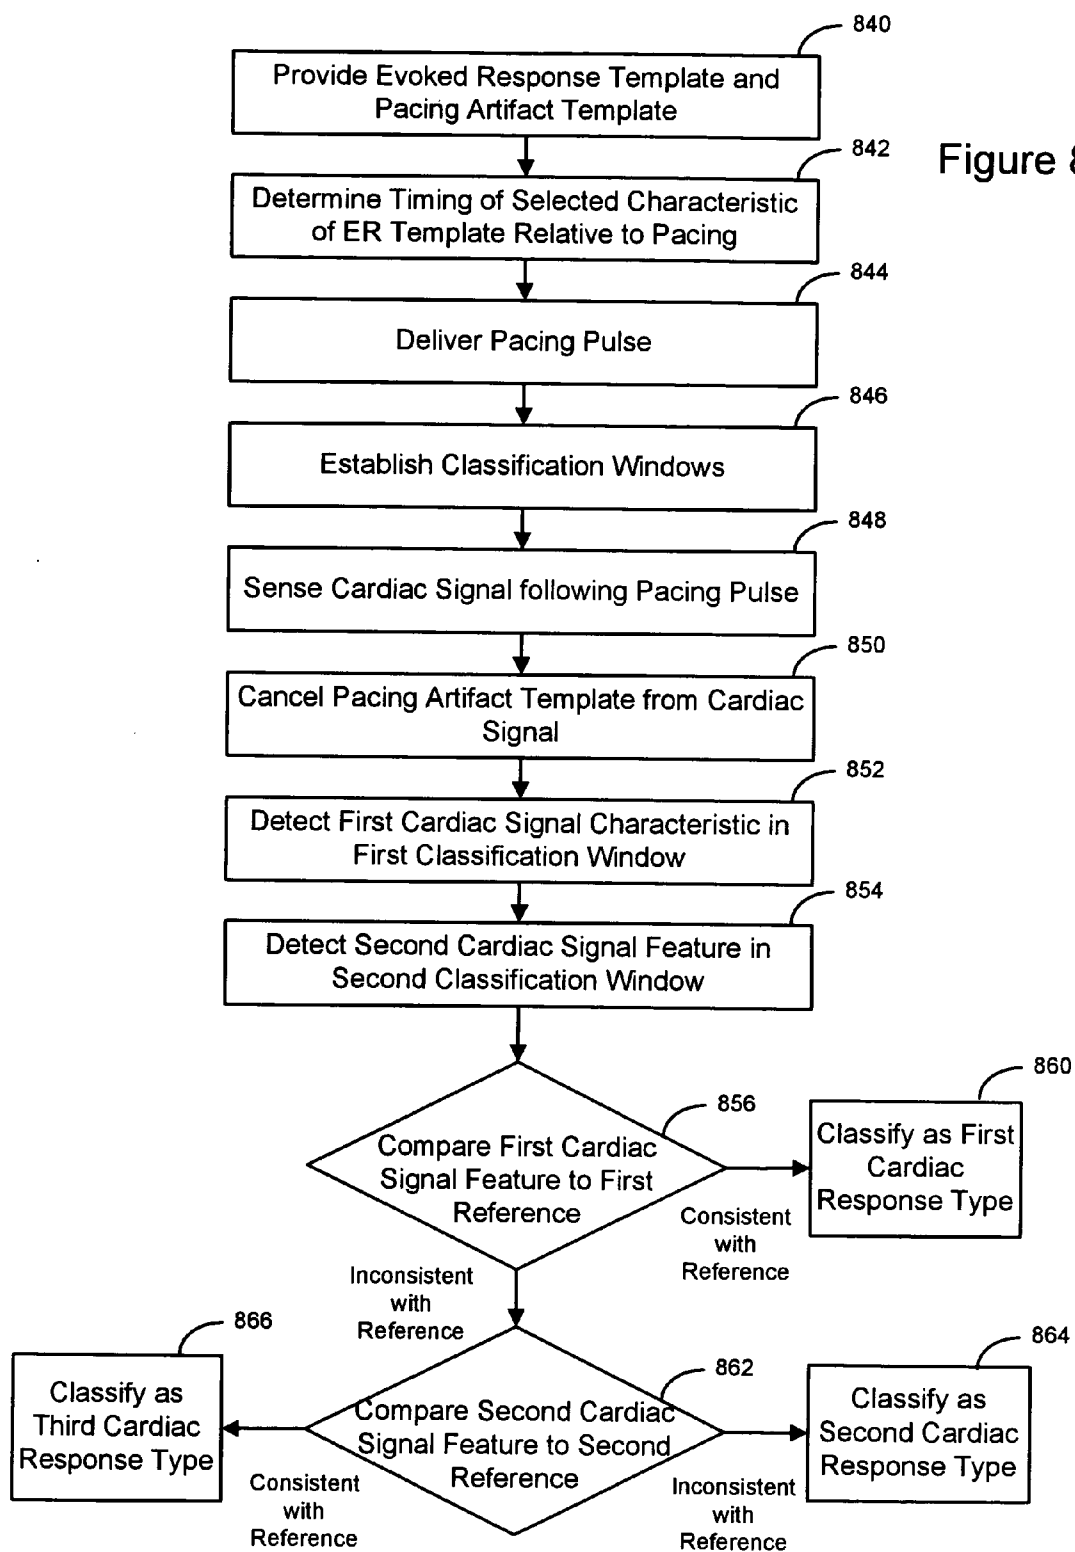 840
Provide Evoked Response Template and
Pacing Artifact Template
Figure 8
842
Determine Timing of Selected Characteristic
of ER Template Relative to Pacing
844
Deliver Pacing Pulse
846
Establish Classification Windows
848
Sense Cardiac Signal following Pacing Pulse
850
Cancel Pacing Artifact Template from Cardiac
Signal
852
Detect First Cardiac Signal Characteristic in
First Classification Window
854
Detect Second Cardiac Signal Feature in
Second Classification Window
856
Compare First Cardiac
Signal Feature to First
Reference
860
Classify as First
Cardiac
Response Type
Consistent
with
Reference
Inconsistent
with
Reference
862
Compare Second Cardiac
Signal Feature to Second
Reference
866
Classify as
Third Cardiac
Response Type
Consistent
with
Reference
864
Classify as
Second Cardiac
Response Type
Inconsistent
with
Reference